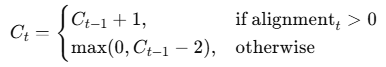 C_t = { C_{t−1} + 1, if alignment_t > 0
max(0, C_{t−1} − 2), otherwise